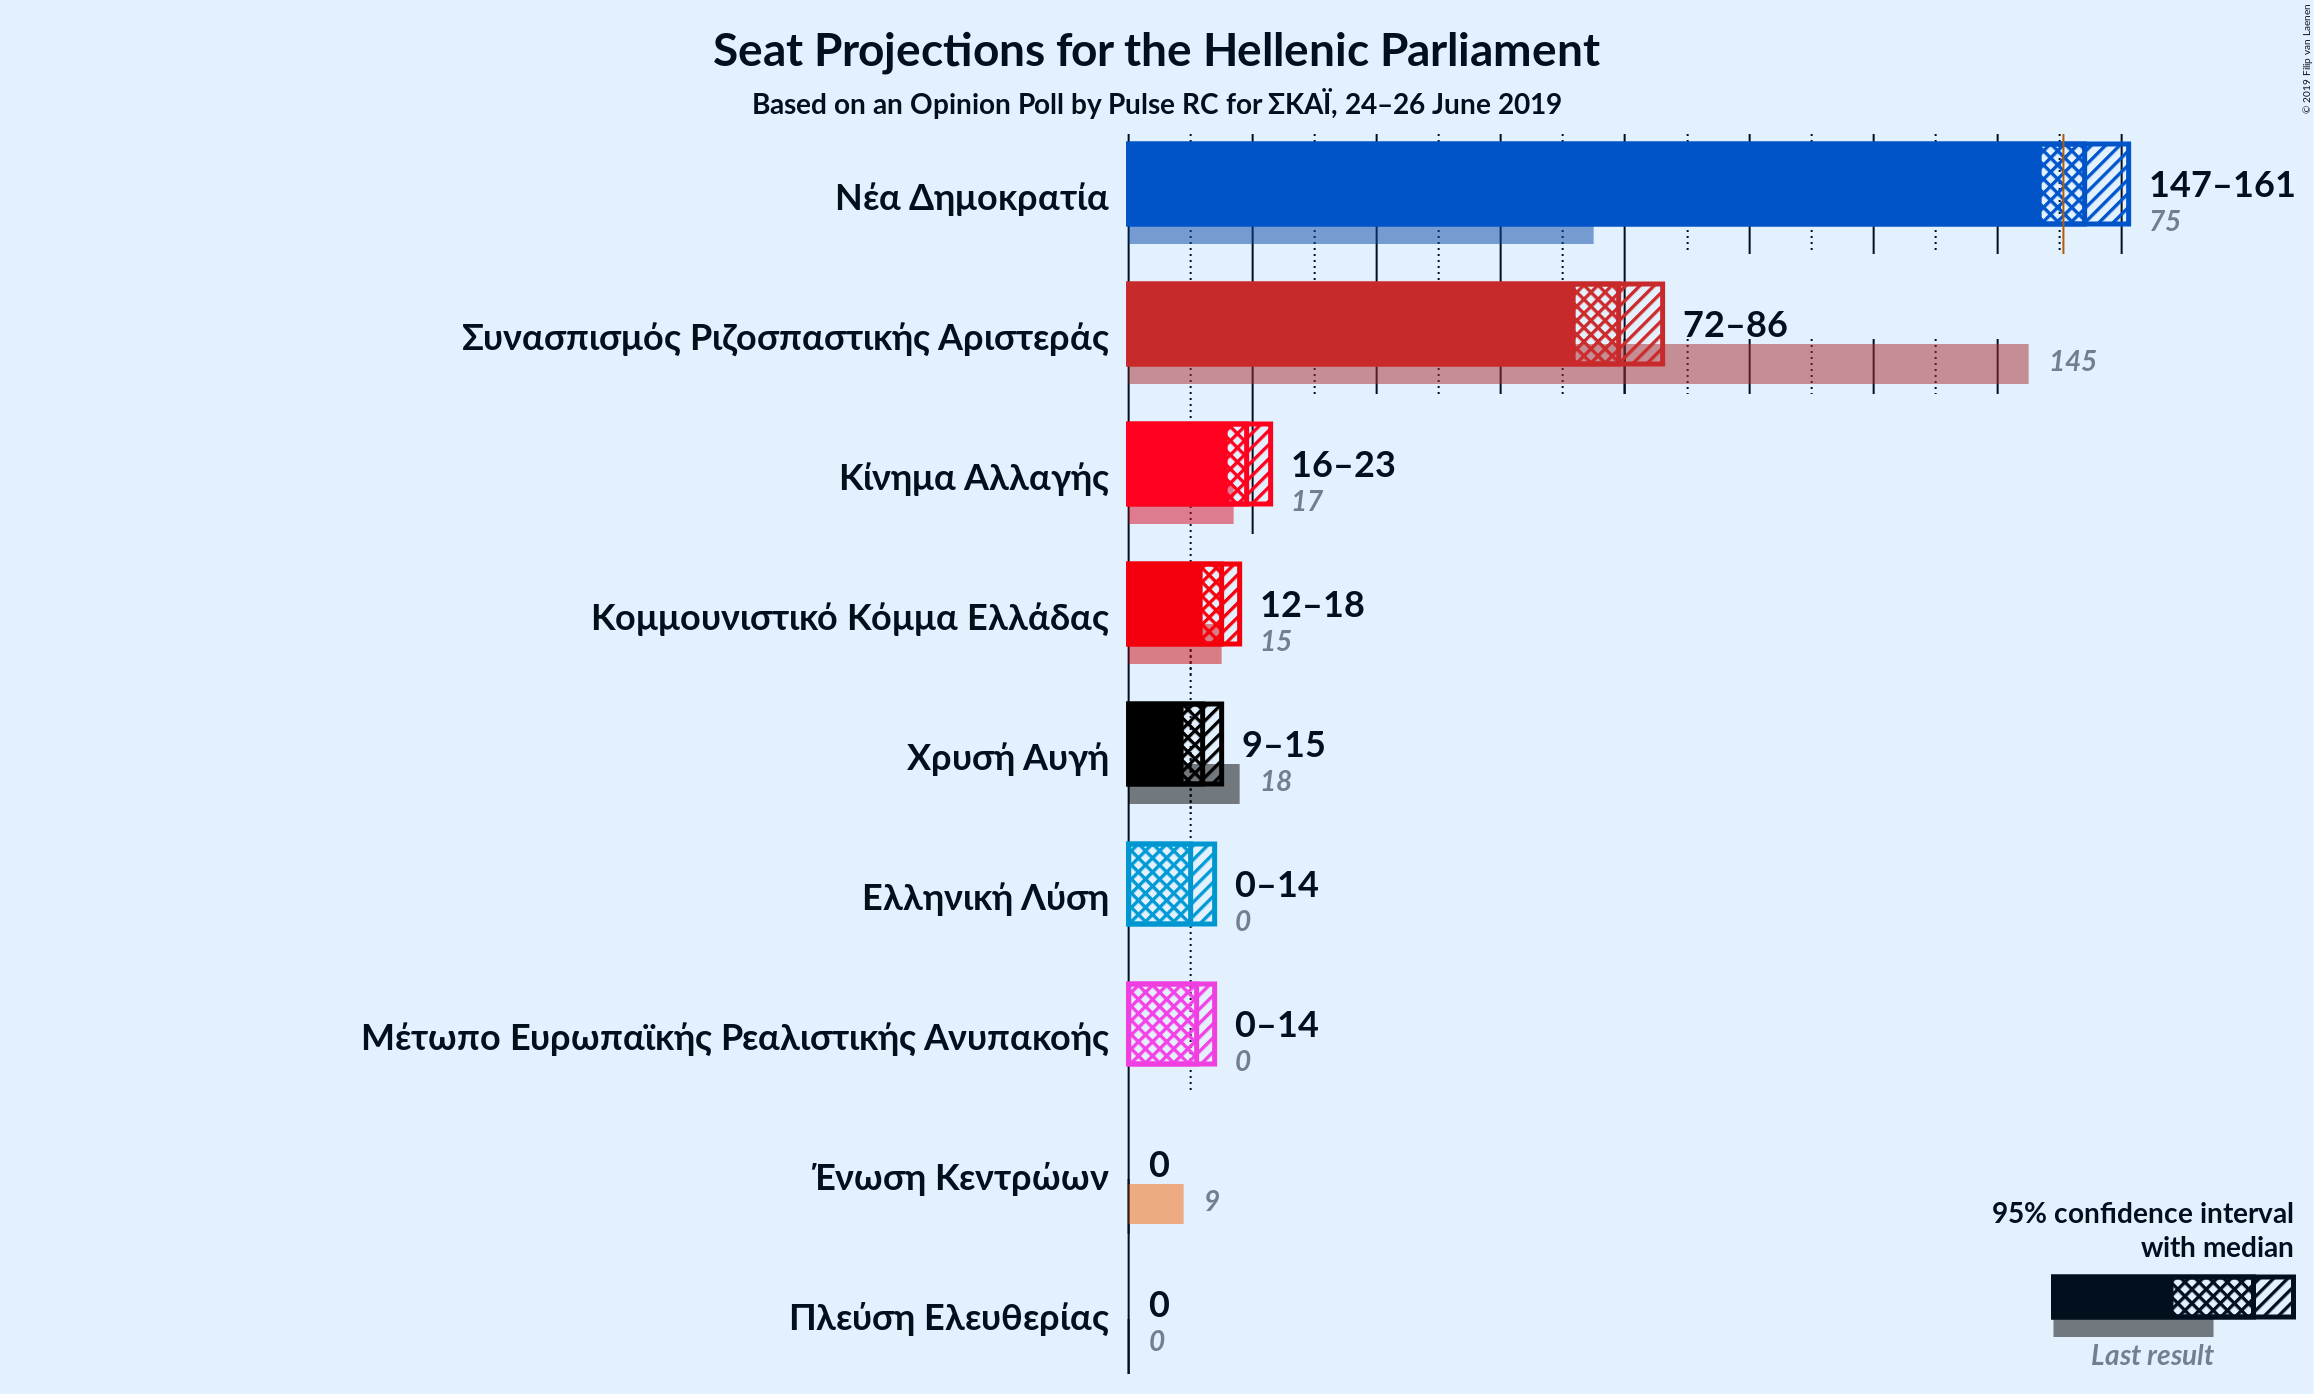 Seat Projections for the Hellenic Parliament
Based on an Opinion Poll by Pulse RC for ΣΚΑΪ, 24–26 June 2019
© 2019 Filip van Laenen
Νέα Δημοκρατία
147–161
75
Συνασπισμός Ριζοσπαστικής Αριστεράς
72–86
145
Κίνημα Αλλαγής
16–23
17
Κομμουνιστικό Κόμμα Ελλάδας
12–18
15
Χρυσή Αυγή
9–15
18
Ελληνική Λύση
0–14
0
Μέτωπο Ευρωπαϊκής Ρεαλιστικής Ανυπακοής
0–14
0
Ένωση Κεντρώων
0
9
Πλεύση Ελευθερίας
0
0
95% confidence interval
with median
Last result